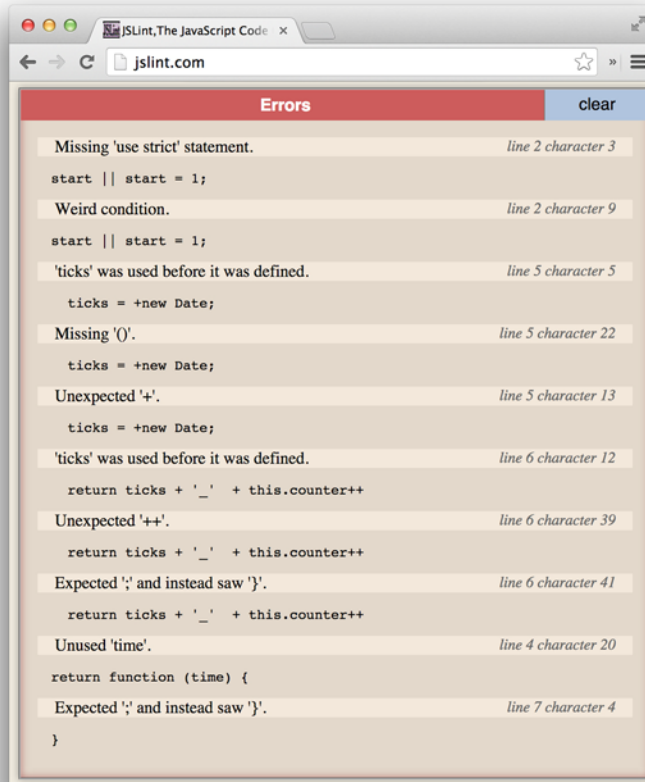 JSLint,The JavaScript Code
jslint.com
Errors clear
Missing 'use strict' statement. line 2 character 3
start || start = 1;
Weird condition. line 2 character 9
start || start = 1;
'ticks' was used before it was defined. line 5 character 5
ticks = +new Date;
Missing '()'. line 5 character 22
ticks = +new Date;
Unexpected '+'. line 5 character 13
ticks = +new Date;
'ticks' was used before it was defined. line 6 character 12
return ticks + '_'  + this.counter++
Unexpected '++'. line 6 character 39
return ticks + '_'  + this.counter++
Expected ';' and instead saw '}'. line 6 character 41
return ticks + '_'  + this.counter++
Unused 'time'. line 4 character 20
return function (time) {
Expected ';' and instead saw '}'. line 7 character 4
}